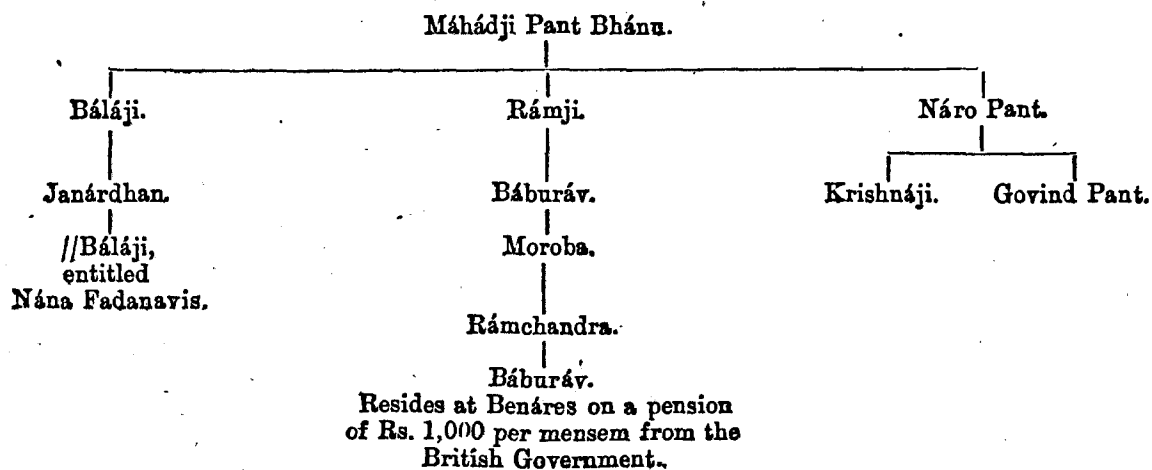 Máhádji Pant Bhánu.
Báláji. Rámji. Náro Pant.
Janárdhan. Báburáv. Krishnáji. Govind Pant.
//Báláji, Moroba.
entitled
Nána Fadanavis.
Rámchandra.
Báburáv.
Resides at Benáres on a pension
of Rs. 1,000 per mensem from the
British Government.